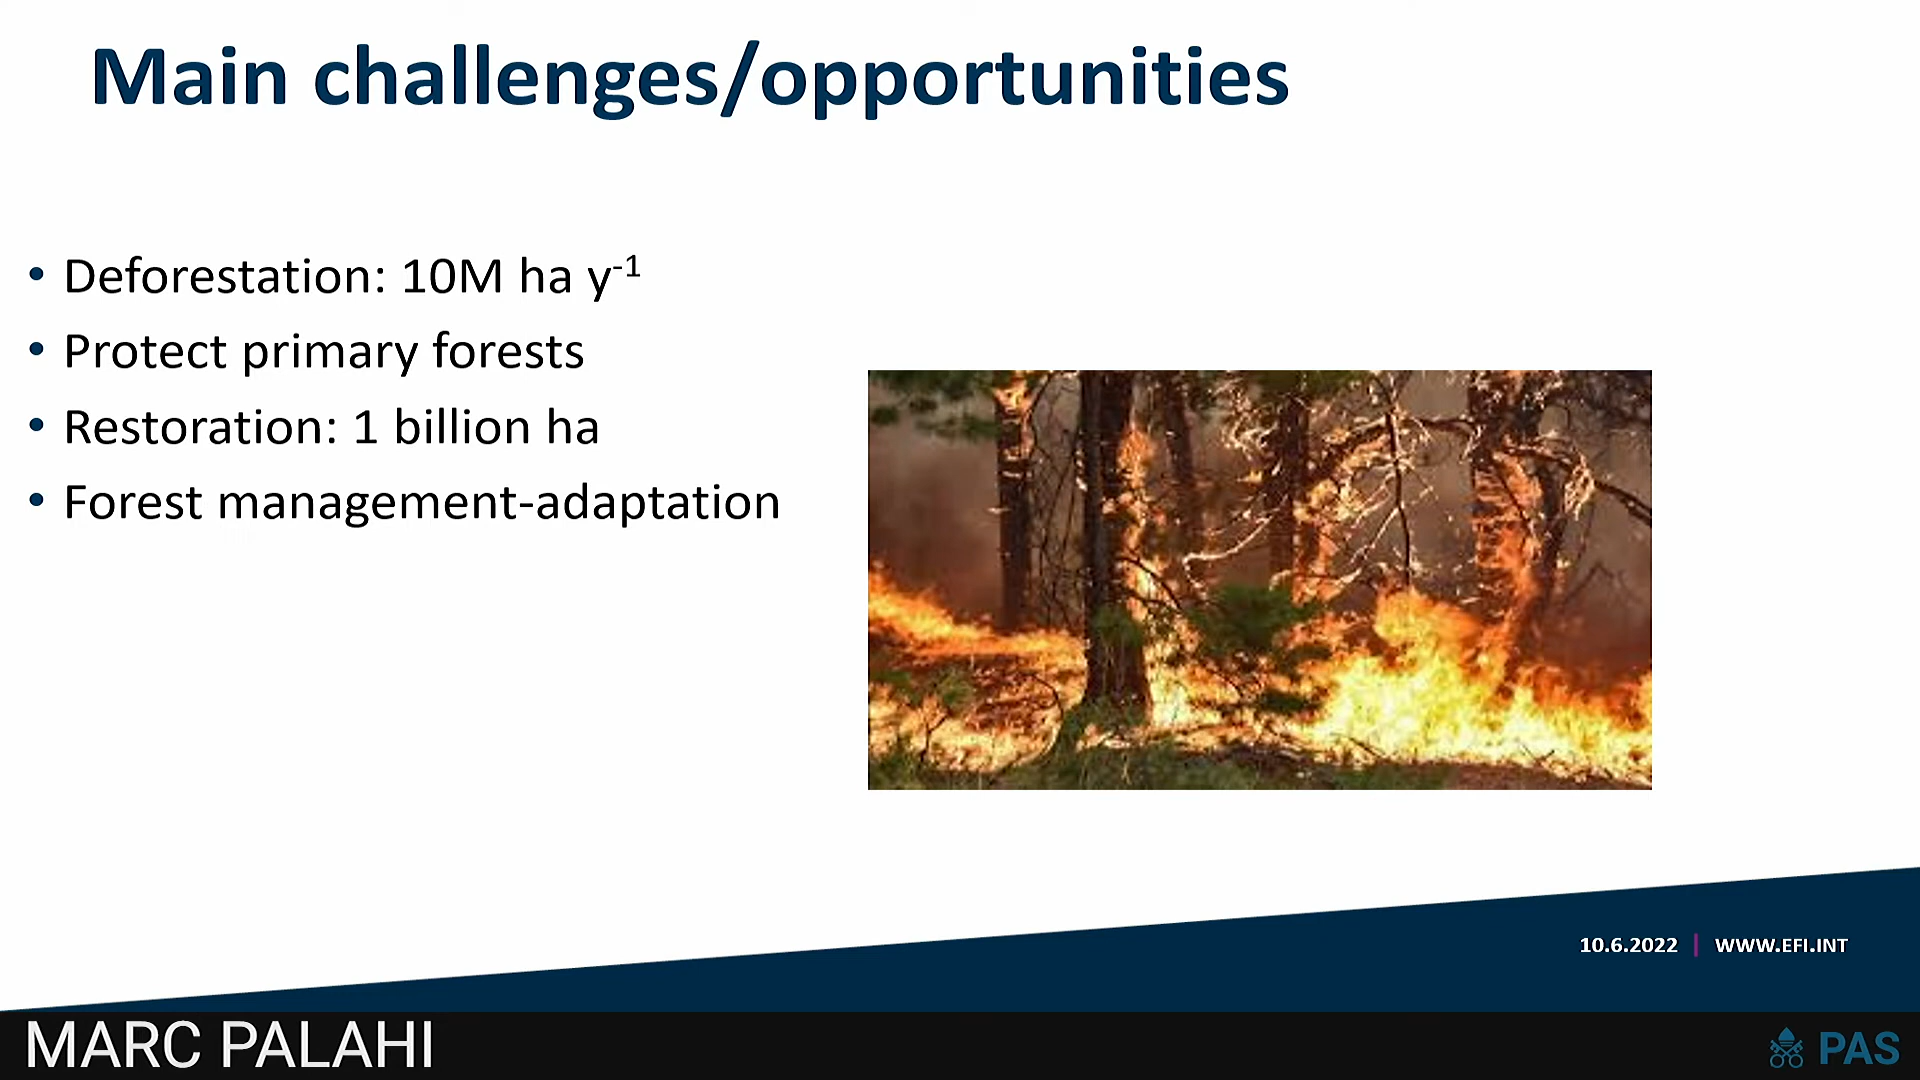 Main challenges/opportunities
• Deforestation: 10M ha y⁻¹
• Protect primary forests
• Restoration: 1 billion ha
• Forest management-adaptation
10.6.2022 | WWW.EFI.INT
MARC PALAHI
PAS